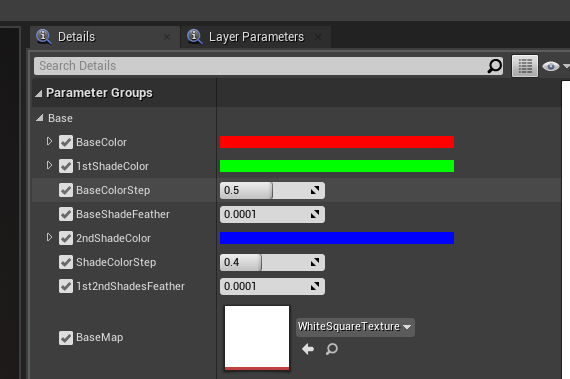 Details
Layer Parameters
Search Details
Parameter Groups
Base
BaseColor
1stShadeColor
BaseColorStep 0.5
BaseShadeFeather 0.0001
2ndShadeColor
ShadeColorStep 0.4
1st2ndShadesFeather 0.0001
BaseMap WhiteSquareTexture